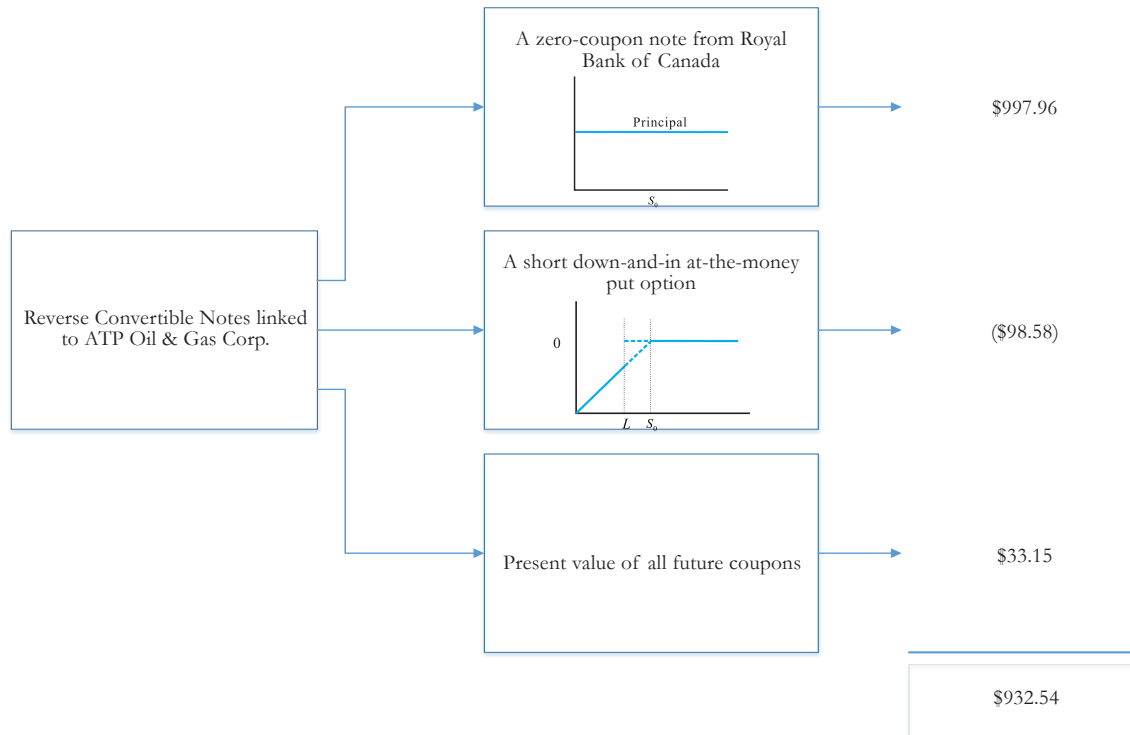 A zero-coupon note from Royal
Bank of Canada
Principal
S₀
$997.96
Reverse Convertible Notes linked
to ATP Oil & Gas Corp.
A short down-and-in at-the-money
put option
0
L S₀
($98.58)
Present value of all future coupons
$33.15
$932.54